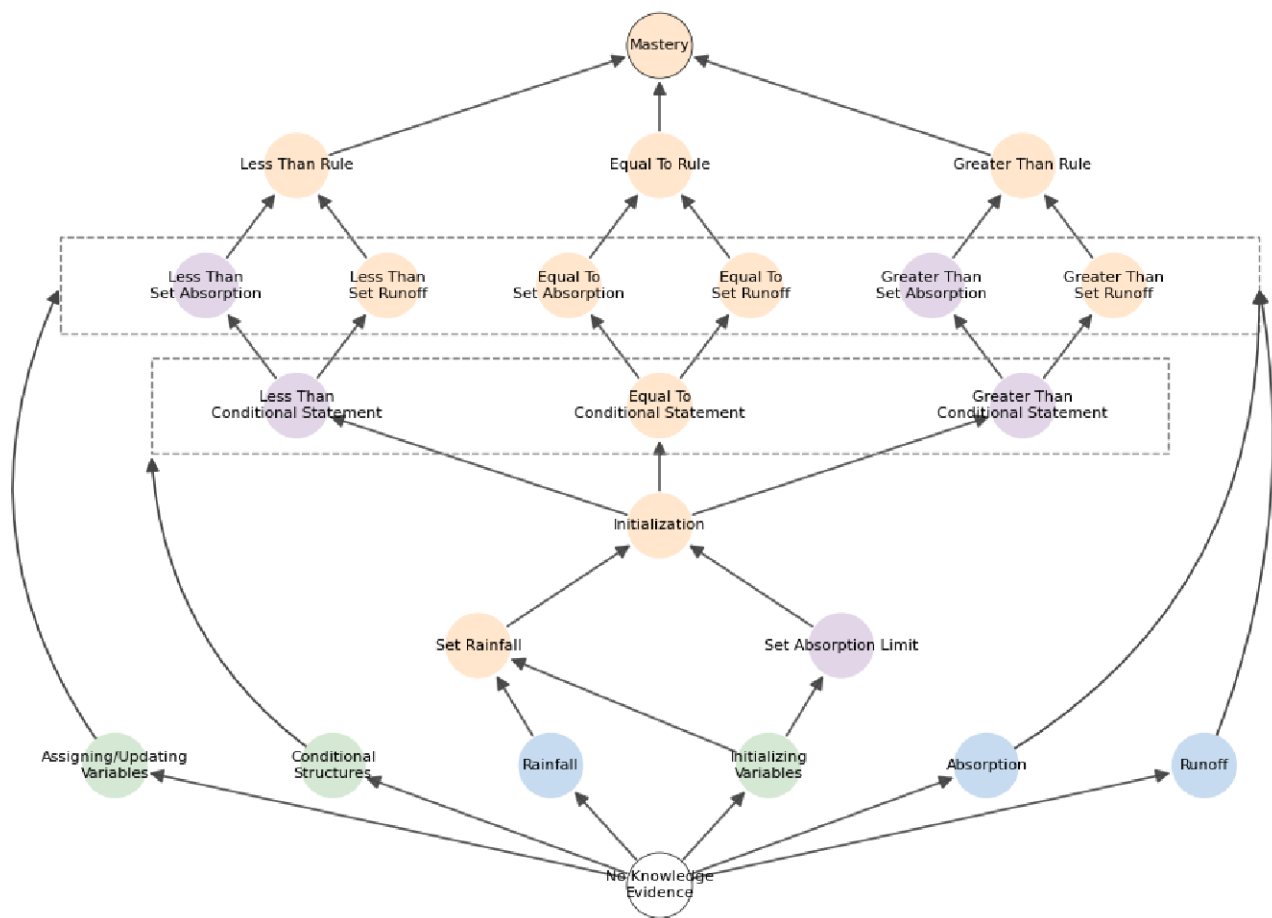 Mastery
Less Than Rule
Equal To Rule
Greater Than Rule
Less Than
Set Absorption
Less Than
Set Runoff
Equal To
Set Absorption
Equal To
Set Runoff
Greater Than
Set Absorption
Greater Than
Set Runoff
Less Than
Conditional Statement
Equal To
Conditional Statement
Greater Than
Conditional Statement
Initialization
Set Rainfall
Set Absorption Limit
Assigning/Updating
Variables
Conditional
Structures
Rainfall
Initializing
Variables
Absorption
Runoff
No Knowledge
Evidence